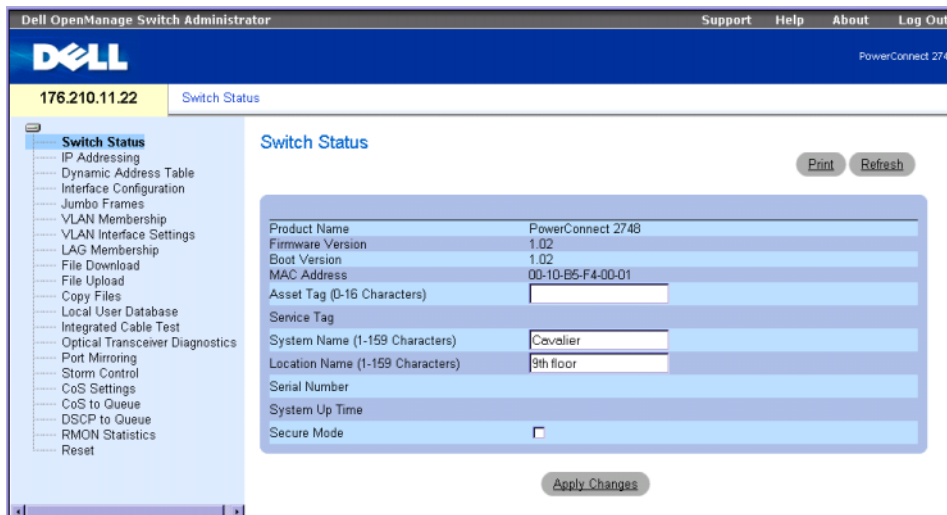 Dell OpenManage Switch Administrator
Support Help About Log Out
DELL
PowerConnect 274
176.210.11.22
Switch Status
Switch Status
IP Addressing
Dynamic Address Table
Interface Configuration
Jumbo Frames
VLAN Membership
VLAN Interface Settings
LAG Membership
File Download
File Upload
Copy Files
Local User Database
Integrated Cable Test
Optical Transceiver Diagnostics
Port Mirroring
Storm Control
CoS Settings
CoS to Queue
DSCP to Queue
RMON Statistics
Reset
Switch Status
Print Refresh
Product Name PowerConnect 2748
Firmware Version 1.02
Boot Version 1.02
MAC Address 00-10-B5-F4-00-01
Asset Tag (0-16 Characters)
Service Tag
System Name (1-159 Characters) Cavalier
Location Name (1-159 Characters) 9th floor
Serial Number
System Up Time
Secure Mode
Apply Changes